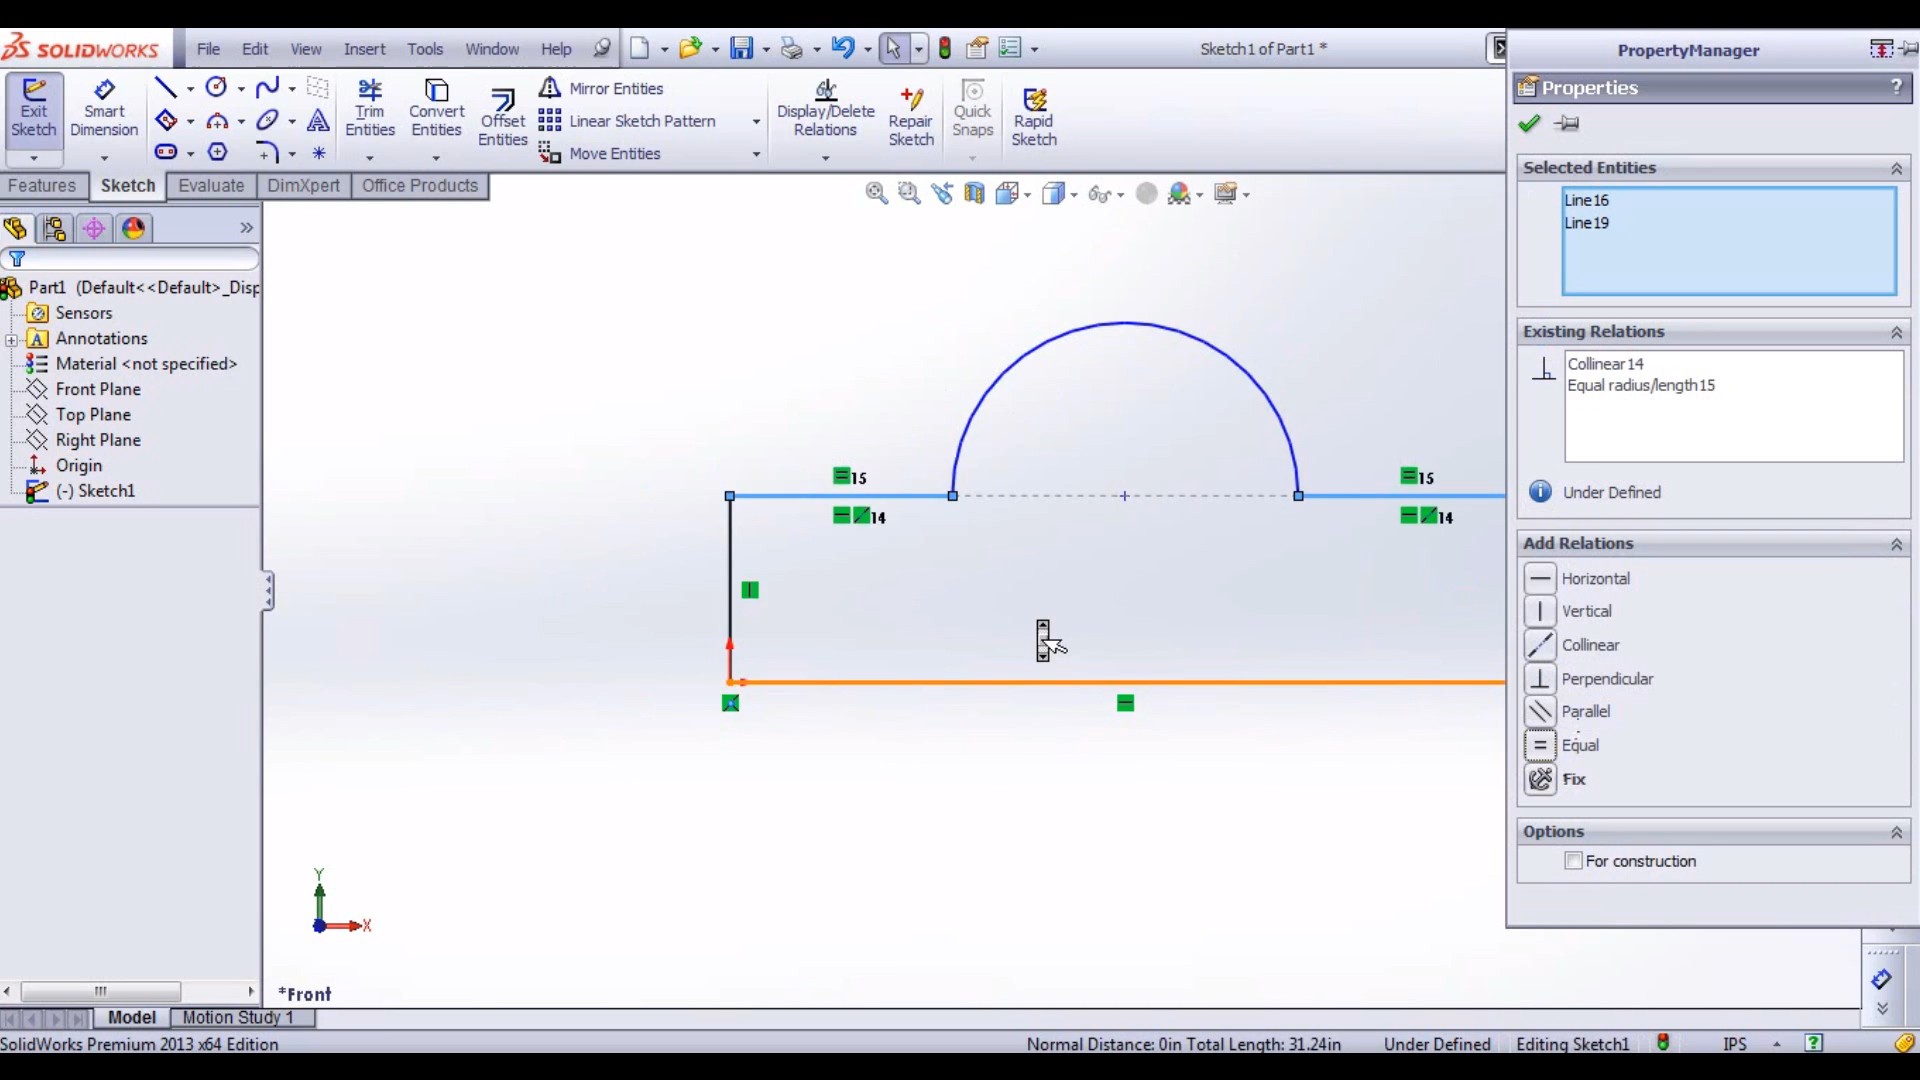 SOLIDWORKS
File Edit View Insert Tools Window Help
Sketch1 of Part1 *
PropertyManager
Exit Sketch
Smart Dimension
Trim Entities
Convert Entities
Offset Entities
Mirror Entities
Linear Sketch Pattern
Move Entities
Display/Delete Relations
Repair Sketch
Quick Snaps
Rapid Sketch
Features Sketch Evaluate DimXpert Office Products
Part1 (Default<<Default>_Disp
Sensors
Annotations
Material <not specified>
Front Plane
Top Plane
Right Plane
Origin
(-) Sketch1
15
14
15
14
Y
X
*Front
Properties
?
Selected Entities
Line16
Line19
Existing Relations
Collinear14
Equal radius/length15
Under Defined
Add Relations
Horizontal
Vertical
Collinear
Perpendicular
Parallel
Equal
Fix
Options
For construction
Model Motion Study 1
SolidWorks Premium 2013 x64 Edition
Normal Distance: 0in Total Length: 31.24in Under Defined Editing Sketch1 IPS ?